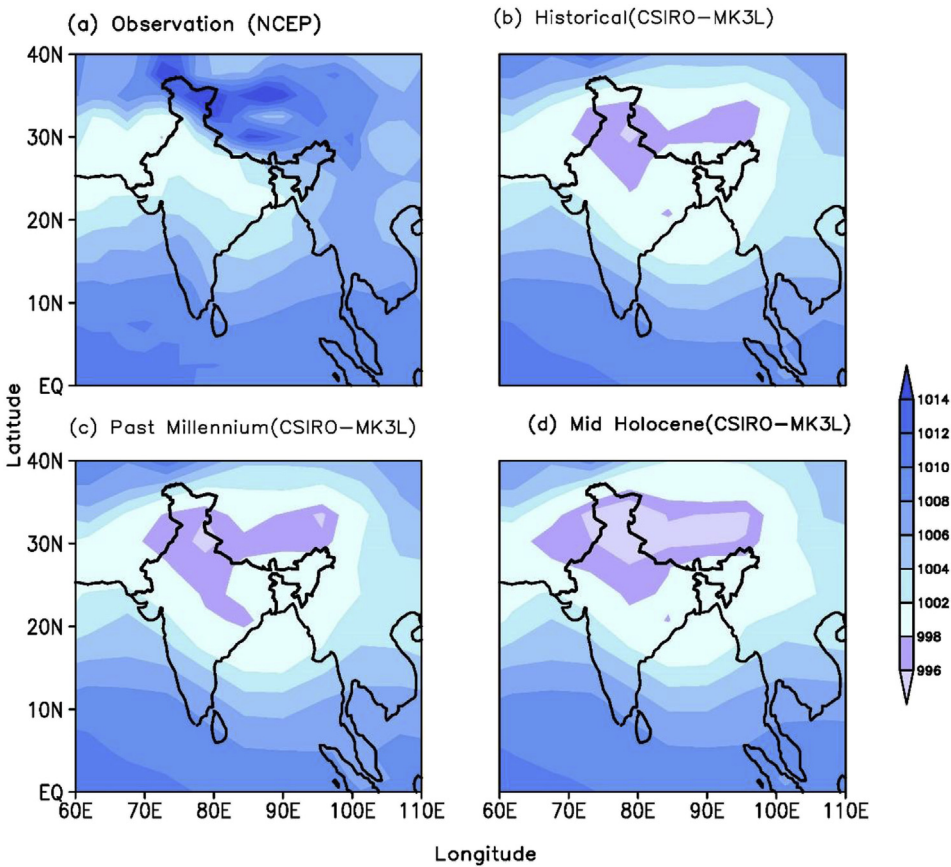 (a) Observation (NCEP)
(b) Historical(CSIRO−MK3L)
40N
30N
20N
10N
EQ
(c) Past Millennium(CSIRO−MK3L)
(d) Mid Holocene(CSIRO−MK3L)
40N
30N
20N
10N
EQ
60E 70E 80E 90E 100E 110E
60E 70E 80E 90E 100E 110E
Latitude
Longitude
1014
1012
1010
1008
1006
1004
1002
998
996